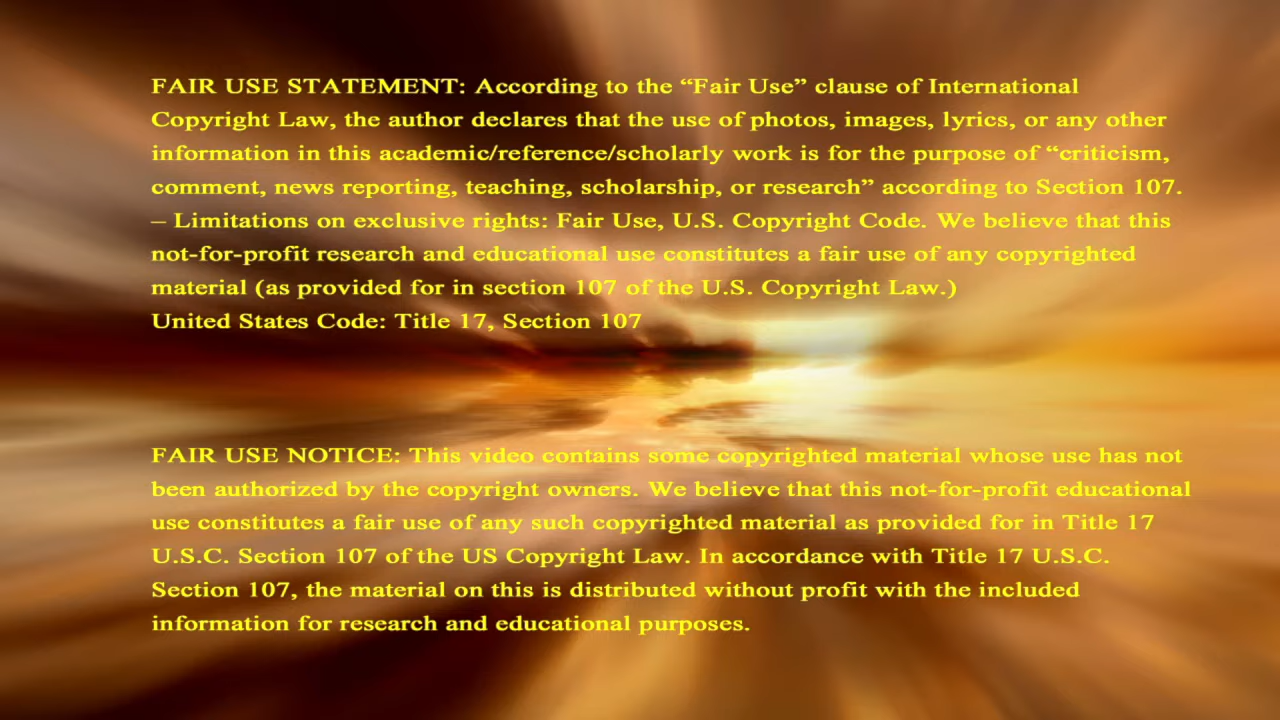 FAIR USE STATEMENT: According to the “Fair Use” clause of International
Copyright Law, the author declares that the use of photos, images, lyrics, or any other
information in this academic/reference/scholarly work is for the purpose of “criticism,
comment, news reporting, teaching, scholarship, or research” according to Section 107.
– Limitations on exclusive rights: Fair Use, U.S. Copyright Code. We believe that this
not-for-profit research and educational use constitutes a fair use of any copyrighted
material (as provided for in section 107 of the U.S. Copyright Law.)
United States Code: Title 17, Section 107
FAIR USE NOTICE: This video contains some copyrighted material whose use has not
been authorized by the copyright owners. We believe that this not-for-profit educational
use constitutes a fair use of any such copyrighted material as provided for in Title 17
U.S.C. Section 107 of the US Copyright Law. In accordance with Title 17 U.S.C.
Section 107, the material on this is distributed without profit with the included
information for research and educational purposes.